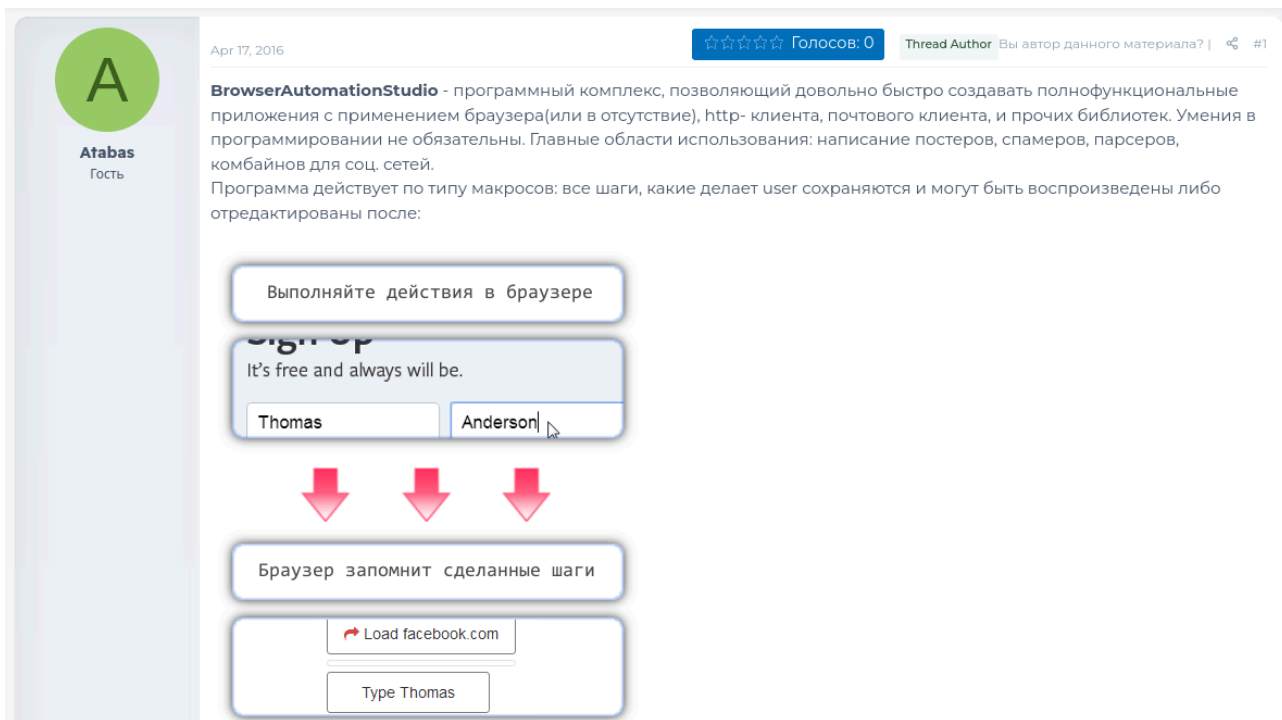 A
Atabas
Гость
Apr 17, 2016
Голосов: 0
Thread Author Вы автор данного материала? |
#1
BrowserAutomationStudio - программный комплекс, позволяющий довольно быстро создавать полнофункциональные
приложения с применением браузера(или в отсутствие), http- клиента, почтового клиента, и прочих библиотек. Умения в
программировании не обязательны. Главные области использования: написание постеров, спамеров, парсеров,
комбайнов для соц. сетей.
Программа действует по типу макросов: все шаги, какие делает user сохраняются и могут быть воспроизведены либо
отредактированы после:
Выполняйте действия в браузере
Sign Up
It's free and always will be.
Thomas
Anderson
Браузер запомнит сделанные шаги
Load facebook.com
Type Thomas